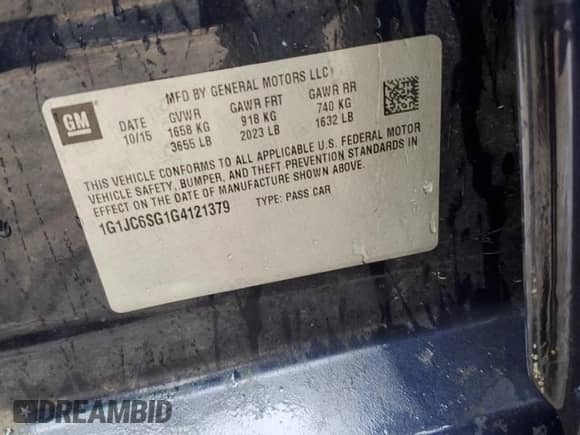 MFD BY GENERAL MOTORS LLC
GM
DATE GVWR GAWR FRT GAWR RR
10/15 1658 KG 918 KG 740 KG
3655 LB 2023 LB 1632 LB
THIS VEHICLE CONFORMS TO ALL APPLICABLE U.S. FEDERAL MOTOR
VEHICLE SAFETY, BUMPER, AND THEFT PREVENTION STANDARDS IN
EFFECT ON THE DATE OF MANUFACTURE SHOWN ABOVE.
1G1JC6SG1G4121379 TYPE: PASS CAR
DREAMBID